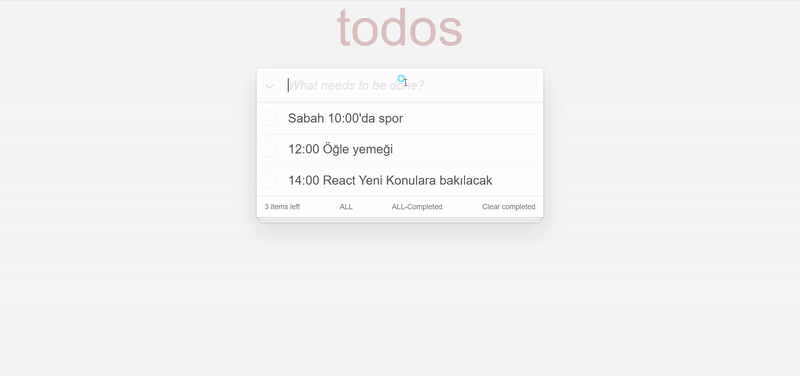 todos
What needs to be done?
Sabah 10:00'da spor
12:00 Öğle yemeği
14:00 React Yeni Konulara bakılacak
3 items left ALL ALL-Completed Clear completed